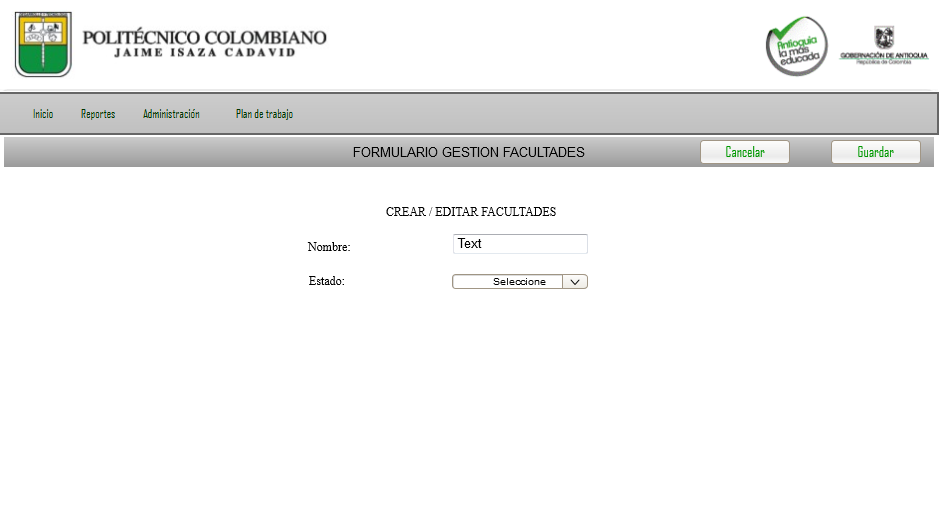 POLITÉCNICO COLOMBIANO
JAIME ISAZA CADAVID
Antioquia
la más
educada
GOBERNACIÓN DE ANTIOQUIA
República de Colombia
Inicio Reportes Administración Plan de trabajo
FORMULARIO GESTION FACULTADES Cancelar Guardar
CREAR / EDITAR FACULTADES
Nombre: Text
Estado: Seleccione